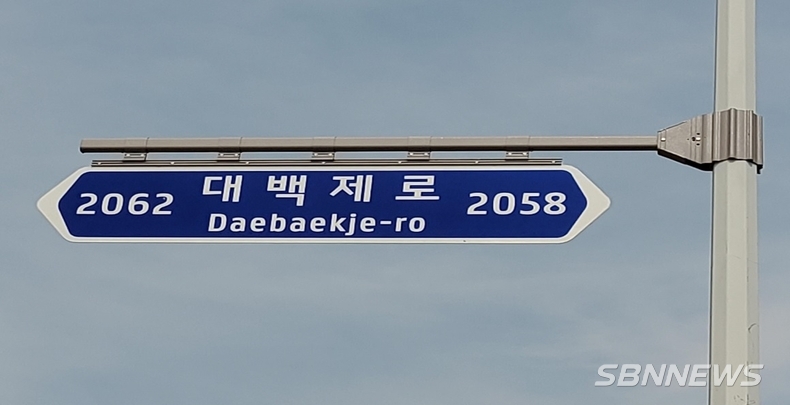 2062 대백제로 2058
Daebaekje-ro
SBNNEWS